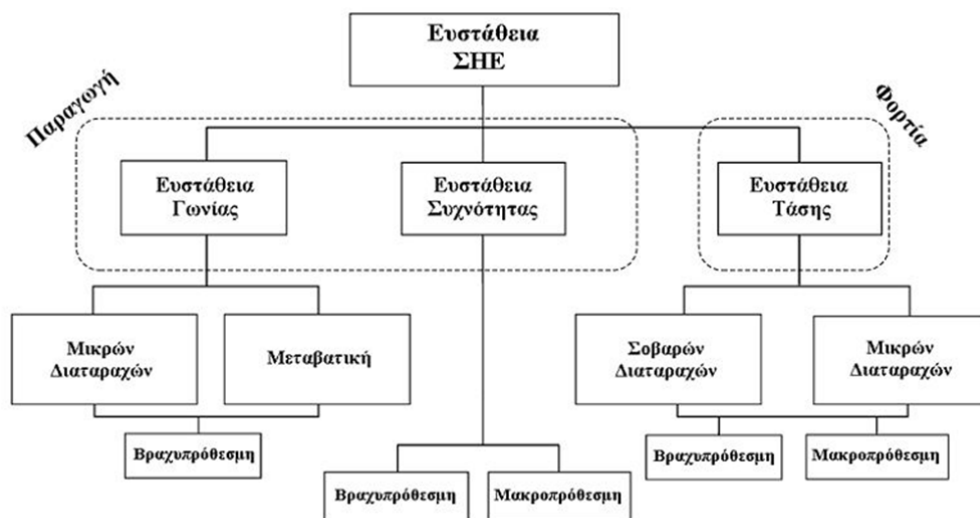 Ευστάθεια
ΣΗΕ
Παραγωγή
Φορτία
Ευστάθεια
Γωνίας
Ευστάθεια
Συχνότητας
Ευστάθεια
Τάσης
Μικρών
Διαταραχών
Μεταβατική
Σοβαρών
Διαταραχών
Μικρών
Διαταραχών
Βραχυπρόθεσμη
Βραχυπρόθεσμη
Μακροπρόθεσμη
Βραχυπρόθεσμη
Μακροπρόθεσμη